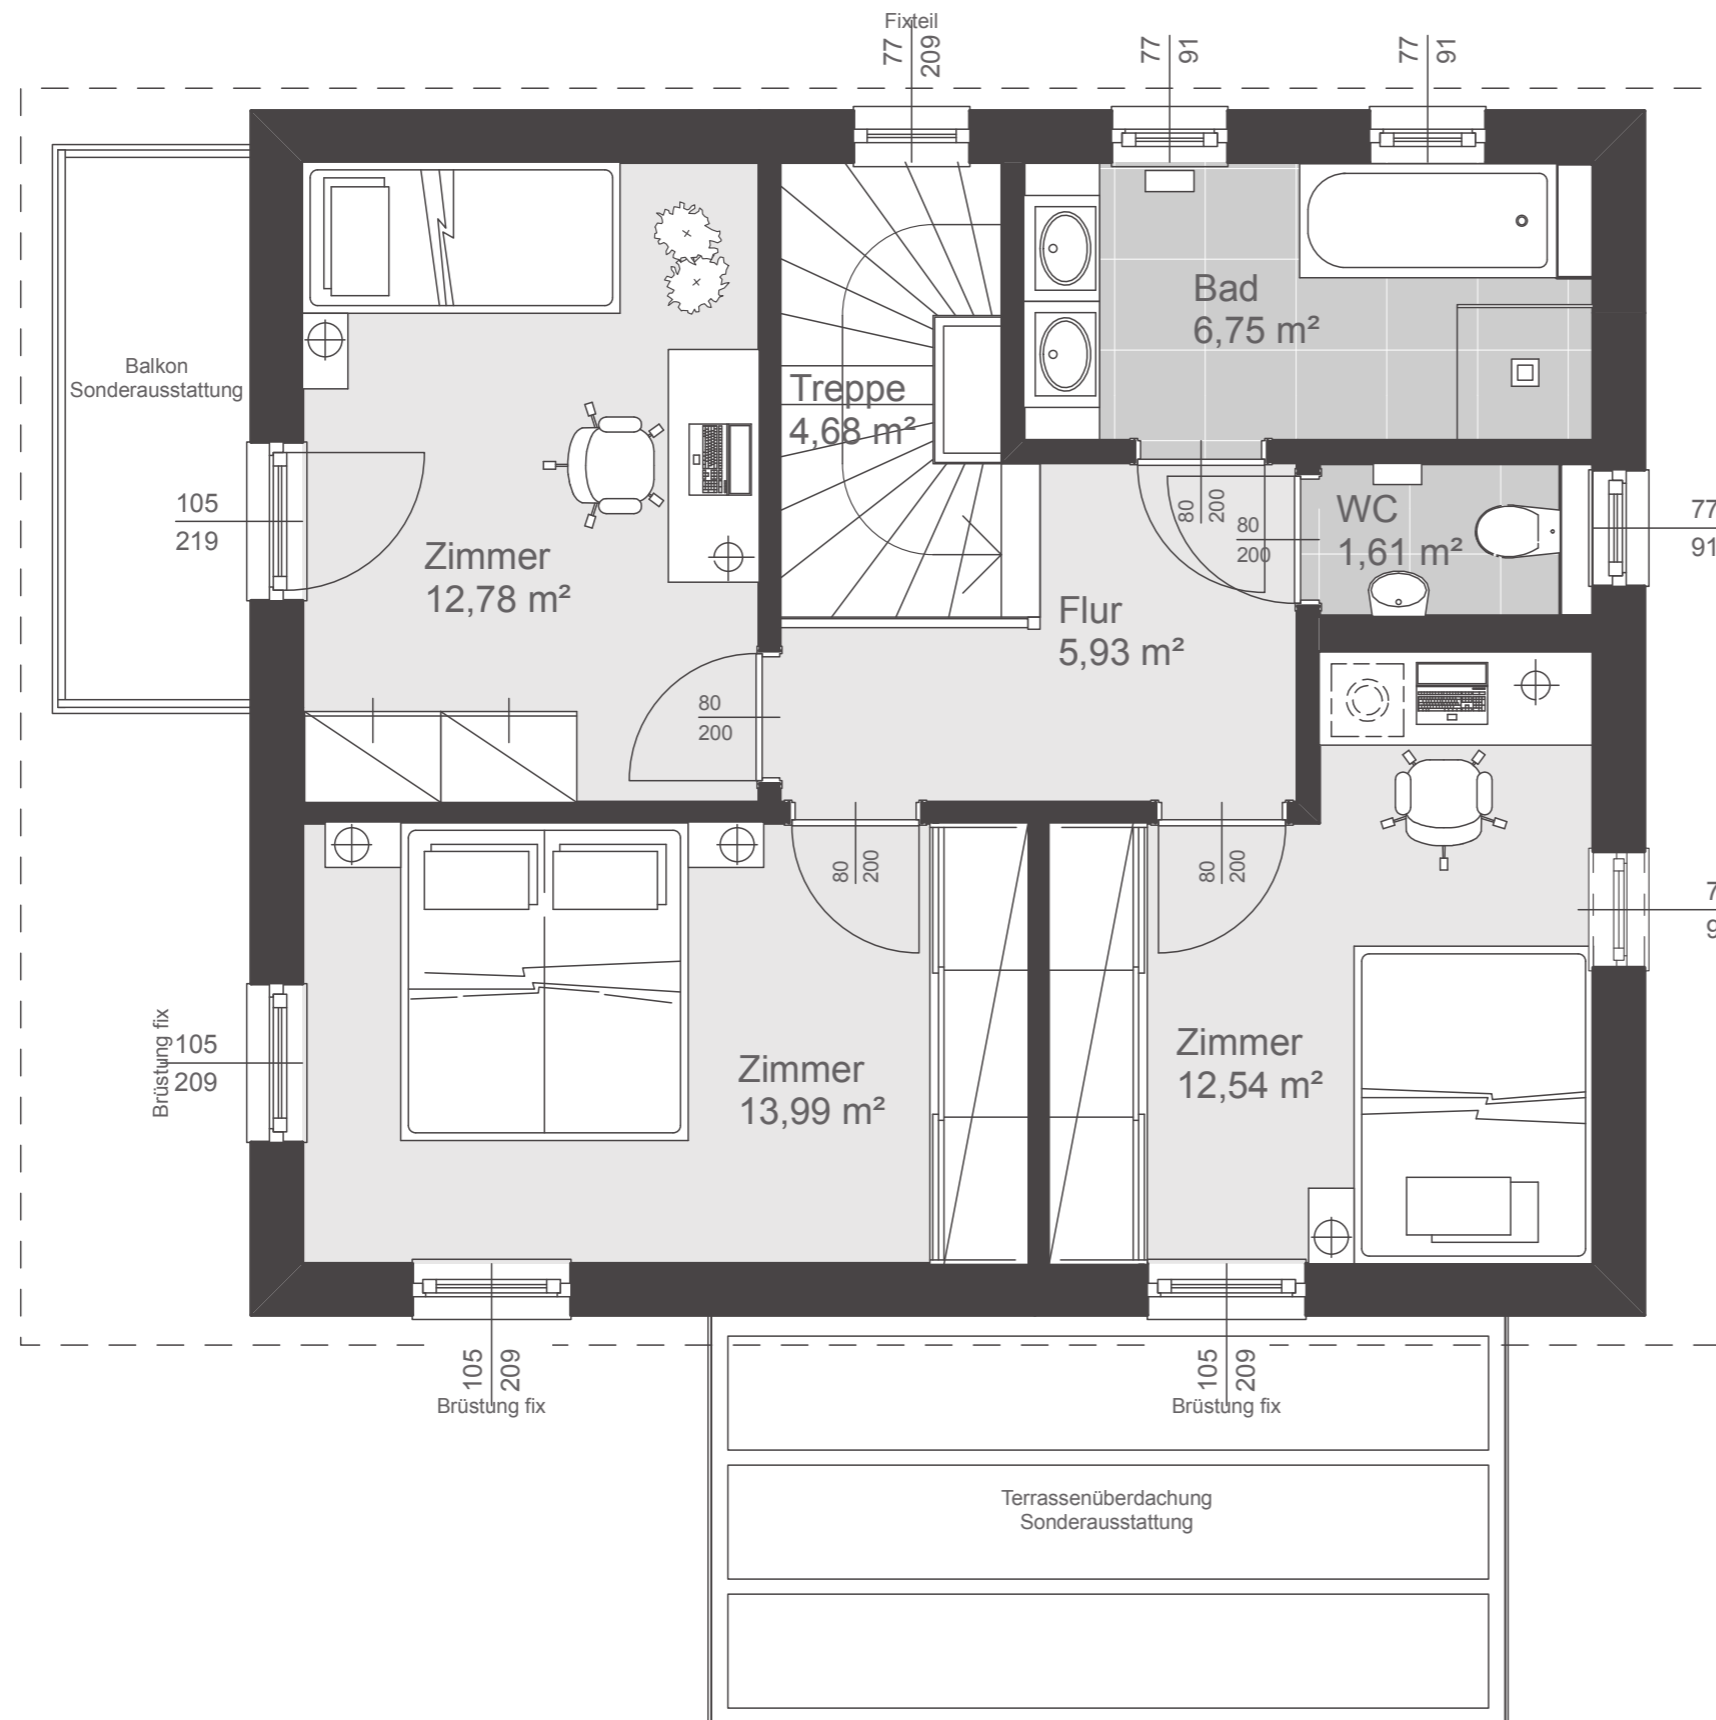 Fixteil
77
209
77
91
77
91
Balkon
Sonderausstattung
Bad
6,75 m²
Treppe
4,68 m²
105
219
Zimmer
12,78 m²
80
200
80
200
WC
1,61 m²
77
91
Flur
5,93 m²
80
200
80
200
80
200
7
9
Brüstung fix
105
209
Zimmer
13,99 m²
Zimmer
12,54 m²
105
209
Brüstung fix
105
209
Brüstung fix
Terrassenüberdachung
Sonderausstattung